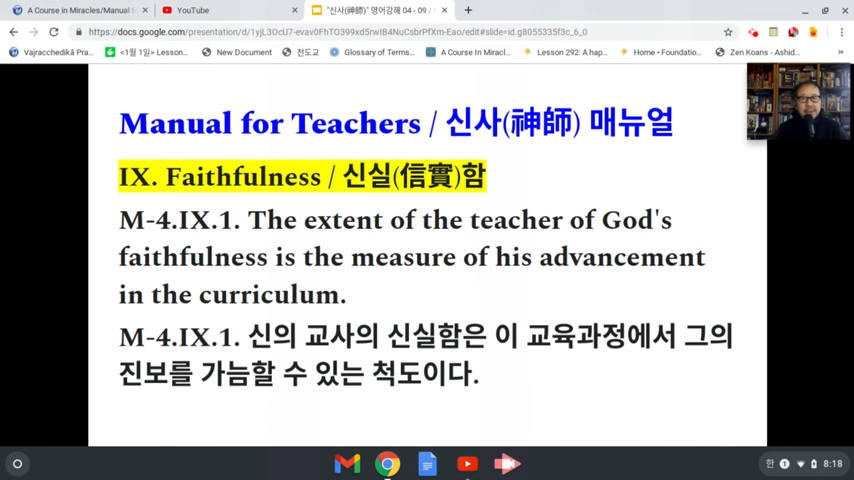 A Course in Miracles/Manual f
YouTube
"신사(神師)" 영어강해 04 - 09 /
https://docs.google.com/presentation/d/1yjL3OcU7-evav0FhTO399xd5rwIB4NuCsbrPfXm-Eao/edit#slide=id.g8055335f3c_6_0
Vajracchedikā Prac
<1월 1일> Lesson...
New Document
천도교
Glossary of Terms...
A Course In Miracl...
Lesson 292: A hap...
Home • Foundatio...
Zen Koans - Ashid...
Manual for Teachers / 신사(神師) 매뉴얼
IX. Faithfulness / 신실(信實)함
M-4.IX.1. The extent of the teacher of God's
faithfulness is the measure of his advancement
in the curriculum.
M-4.IX.1. 신의 교사의 신실함은 이 교육과정에서 그의
진보를 가늠할 수 있는 척도이다.
한 1 8:18